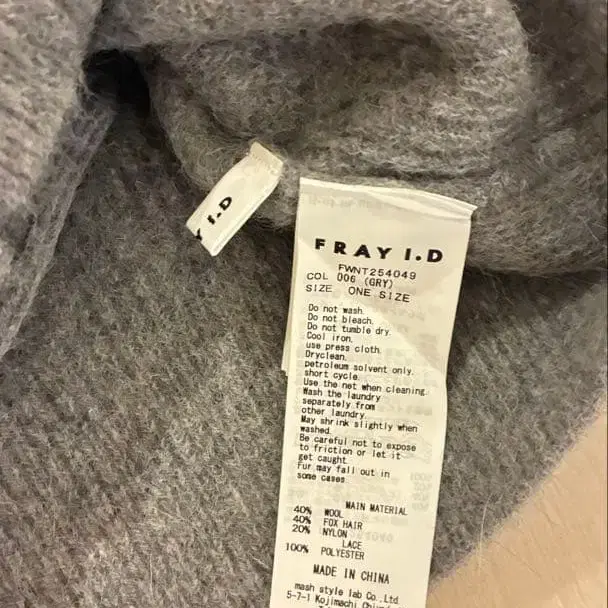 Y I.D
FRAY I.D
FWNT254049
COL 006 (GRY)
SIZE ONE SIZE
Do not wash.
Do not bleach.
Do not tumble dry.
Cool iron.
use press cloth.
Dryclean.
petroleum solvent only.
short cycle.
Use the net when cleaning.
Wash the laundry
separately from
other laundry.
May shrink slightly when
washed.
Be careful not to expose
to friction or let it
get caught.
fur may fall out in
some cases.
MAIN MATERIAL
40% WOOL
40% FOX HAIR
20% NYLON
LACE
100% POLYESTER
MADE IN CHINA
mash style lab Co., Ltd.
5-7-1 Kojimachi